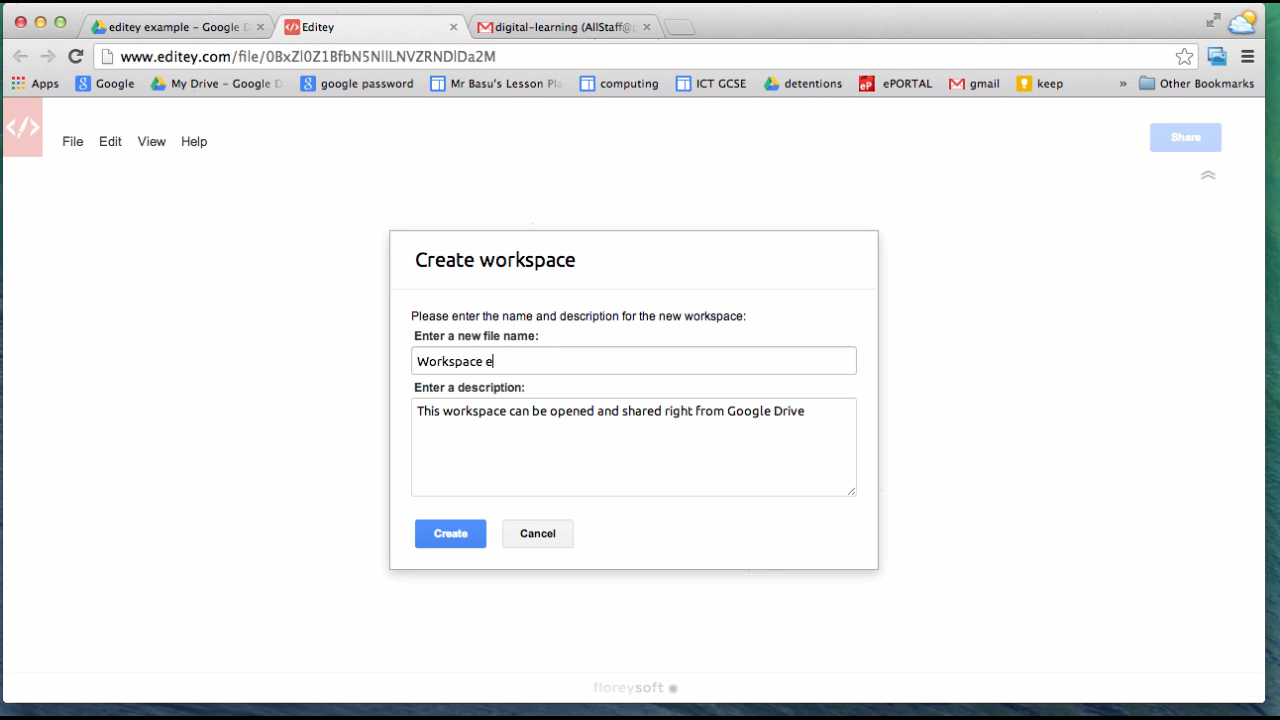 editey example – Google D
Editey
digital-learning (AllStaff@p
www.editey.com/file/0BxZl0Z1BfbN5NllLNVZRNDlDa2M
Apps
Google
My Drive – Google D
google password
Mr Basu's Lesson Pla
computing
ICT GCSE
detentions
ePORTAL
gmail
keep
»
Other Bookmarks
</>
File
Edit
View
Help
Share
Create workspace
Please enter the name and description for the new workspace:
Enter a new file name:
Workspace e
Enter a description:
This workspace can be opened and shared right from Google Drive
Create
Cancel
floreysoft